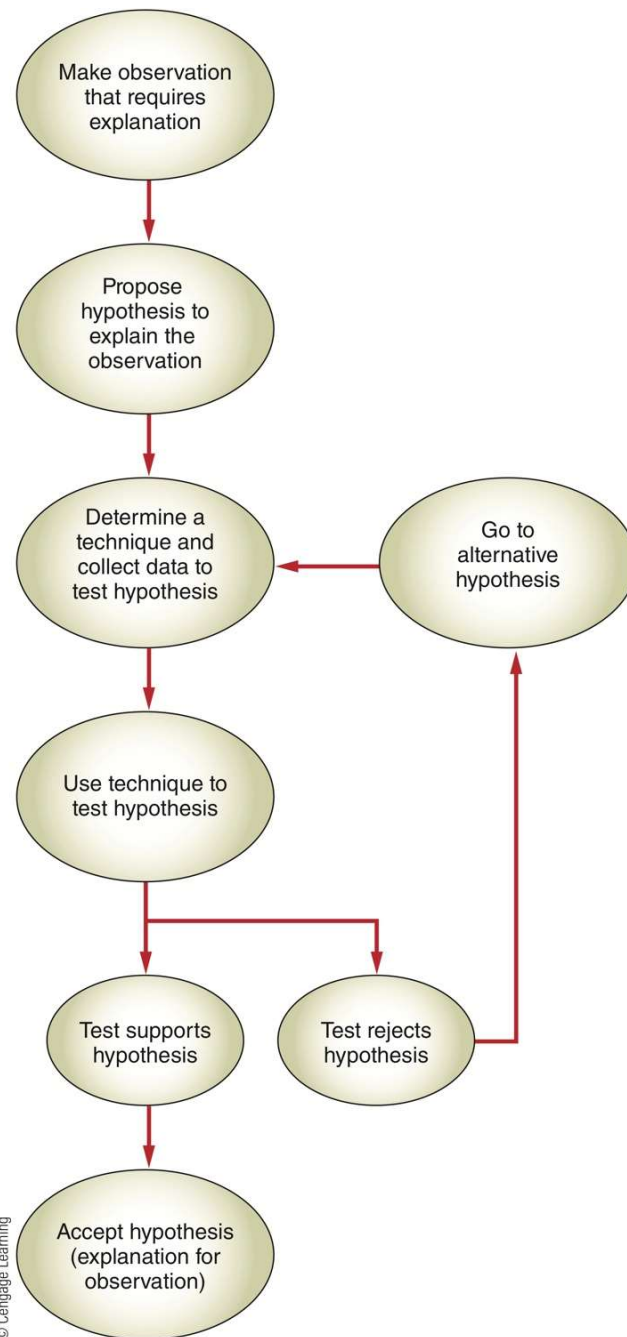 Make observation
that requires
explanation
Propose
hypothesis to
explain the
observation
Determine a
technique and
collect data to
test hypothesis
Go to
alternative
hypothesis
Use technique to
test hypothesis
Test supports
hypothesis
Test rejects
hypothesis
Accept hypothesis
(explanation for
observation)
© Cengage Learning